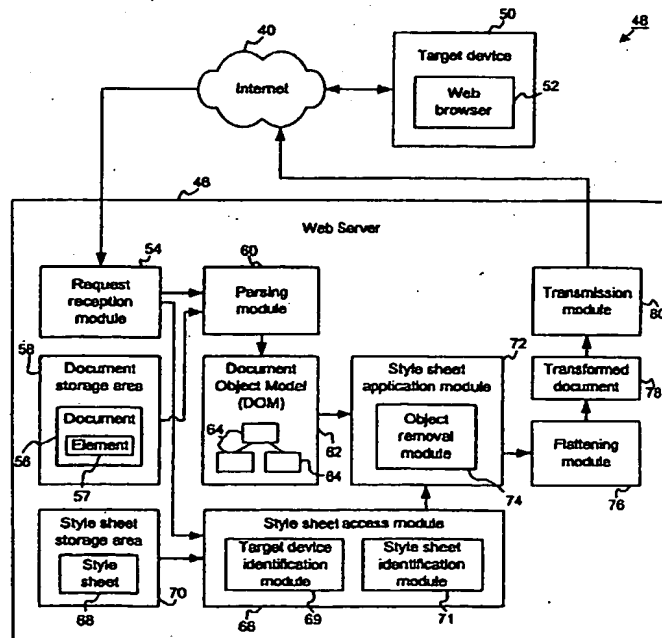 48
50
40
Target device
Internet
Web
browser
52
46
Web Server
54
60
Request
reception
module
Parsing
module
Transmission
module
80
58
72
Document
storage area
Document
Object Model
(DOM)
Style sheet
application module
Transformed
document
78
Document
Element
56
57
64
64
62
Object
removal
module
74
Flattening
module
76
Style sheet
storage area
Style sheet access module
Style
sheet
68
70
Target device
identification
module
69
Style sheet
identification
module
71
66